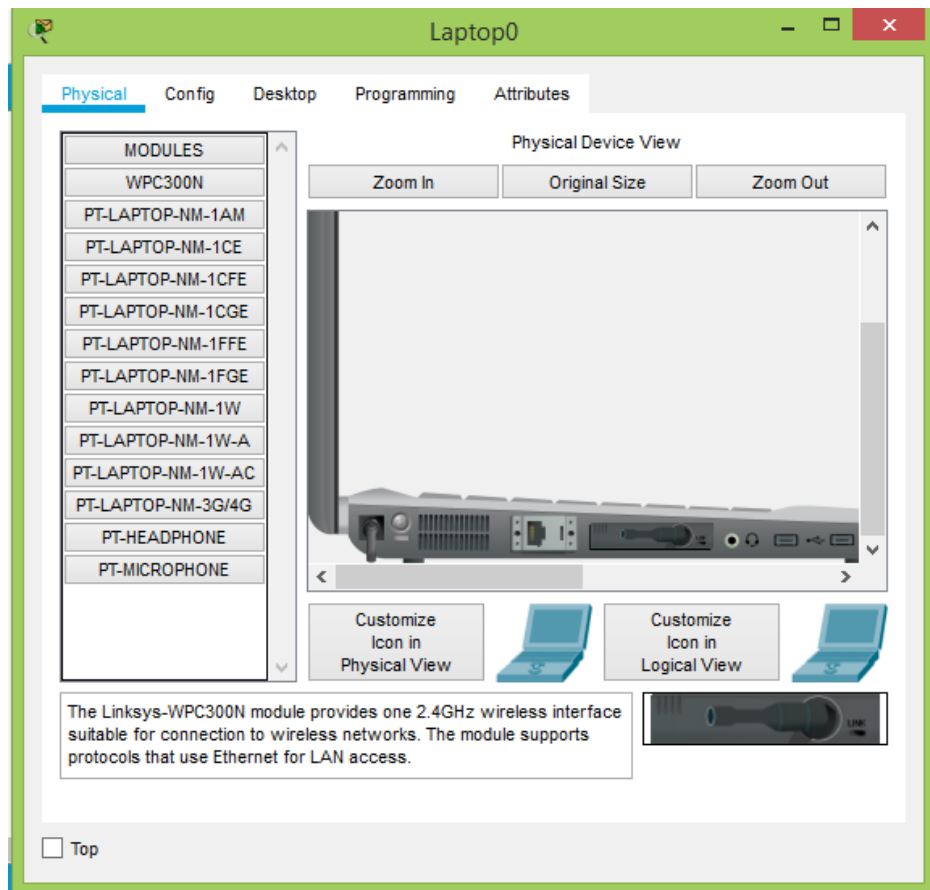 Laptop0
Physical Config Desktop Programming Attributes
MODULES
WPC300N
PT-LAPTOP-NM-1AM
PT-LAPTOP-NM-1CE
PT-LAPTOP-NM-1CFE
PT-LAPTOP-NM-1CGE
PT-LAPTOP-NM-1FFE
PT-LAPTOP-NM-1FGE
PT-LAPTOP-NM-1W
PT-LAPTOP-NM-1W-A
PT-LAPTOP-NM-1W-AC
PT-LAPTOP-NM-3G/4G
PT-HEADPHONE
PT-MICROPHONE
Physical Device View
Zoom In Original Size Zoom Out
Customize
Icon in
Physical View
Customize
Icon in
Logical View
The Linksys-WPC300N module provides one 2.4GHz wireless interface
suitable for connection to wireless networks. The module supports
protocols that use Ethernet for LAN access.
LINK
Top